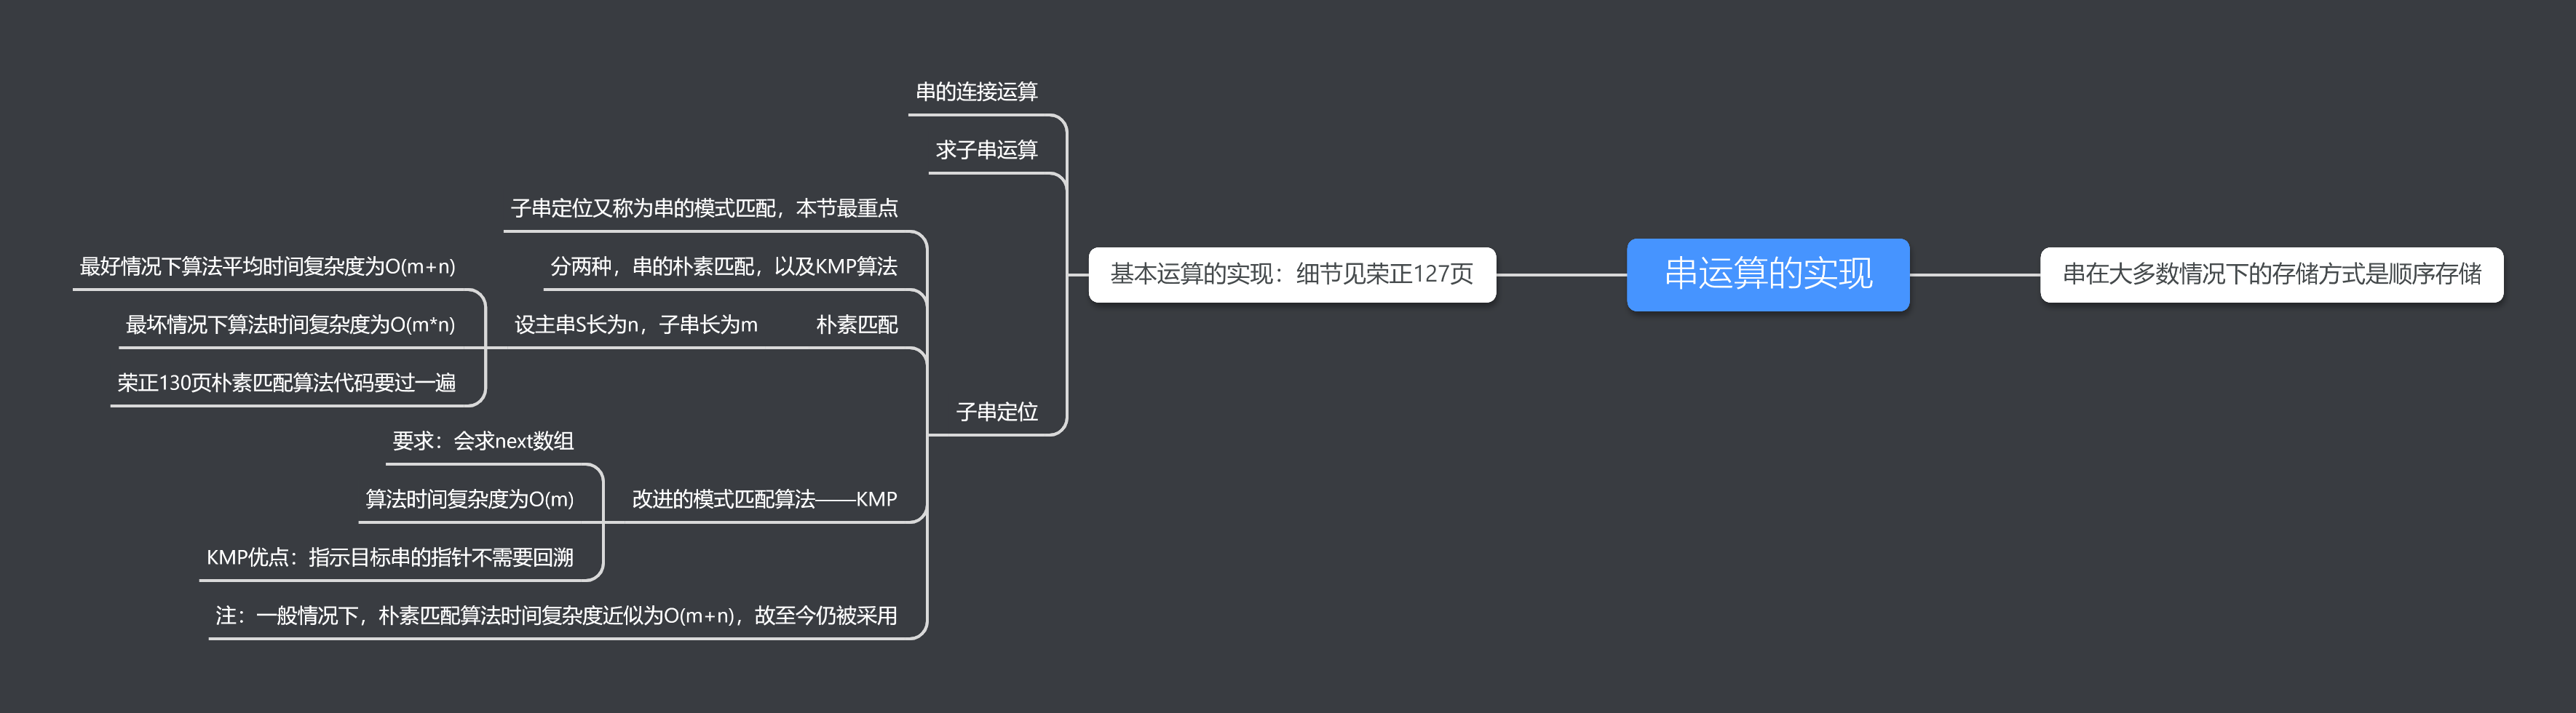 串运算的实现
串在大多数情况下的存储方式是顺序存储
基本运算的实现：细节见荣正127页
串的连接运算
求子串运算
子串定位
子串定位又称为串的模式匹配，本节最重点
分两种，串的朴素匹配，以及KMP算法
设主串S长为n，子串长为m 朴素匹配
最好情况下算法平均时间复杂度为O(m+n)
最坏情况下算法时间复杂度为O(m*n)
荣正130页朴素匹配算法代码要过一遍
改进的模式匹配算法——KMP
要求：会求next数组
算法时间复杂度为O(m)
KMP优点：指示目标串的指针不需要回溯
注：一般情况下，朴素匹配算法时间复杂度近似为O(m+n)，故至今仍被采用